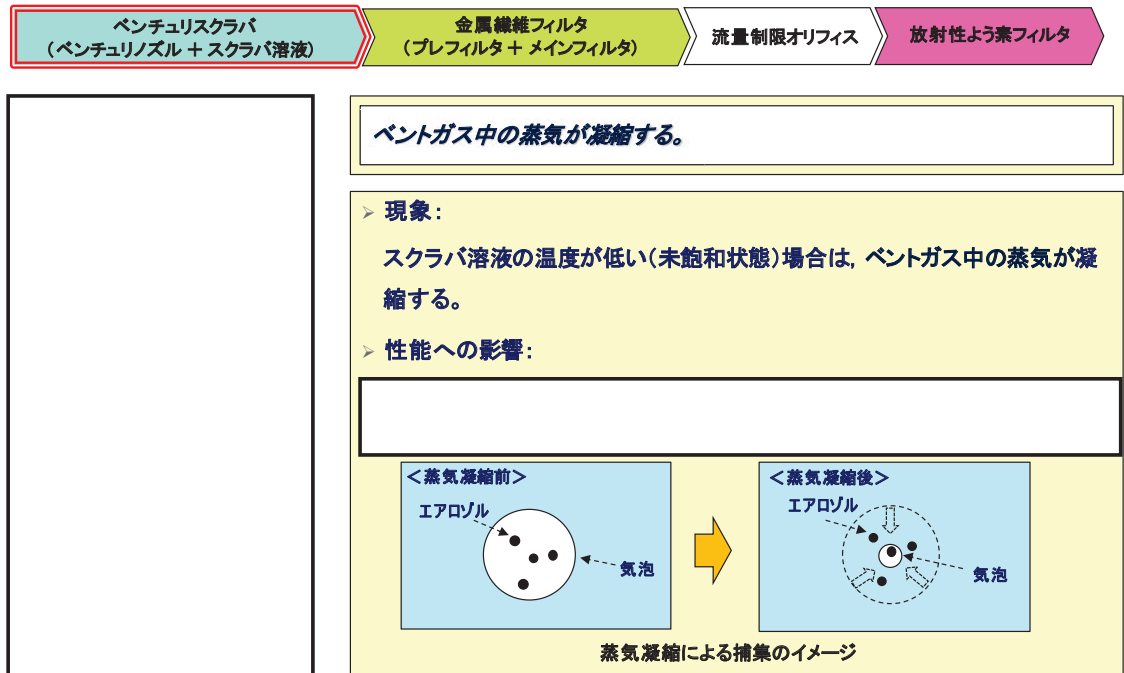 ベンチュリスクラバ
（ベンチュリノズル ＋ スクラバ溶液）
金属繊維フィルタ
（プレフィルタ＋ メインフィルタ）
流量制限オリフィス
放射性よう素フィルタ
ベントガス中の蒸気が凝縮する。
➢ 現象：
スクラバ溶液の温度が低い（未飽和状態）場合は，ベントガス中の蒸気が凝
縮する。
➢ 性能への影響：
＜蒸気凝縮前＞
エアロゾル
気泡
＜蒸気凝縮後＞
エアロゾル
気泡
蒸気凝縮による捕集のイメージ